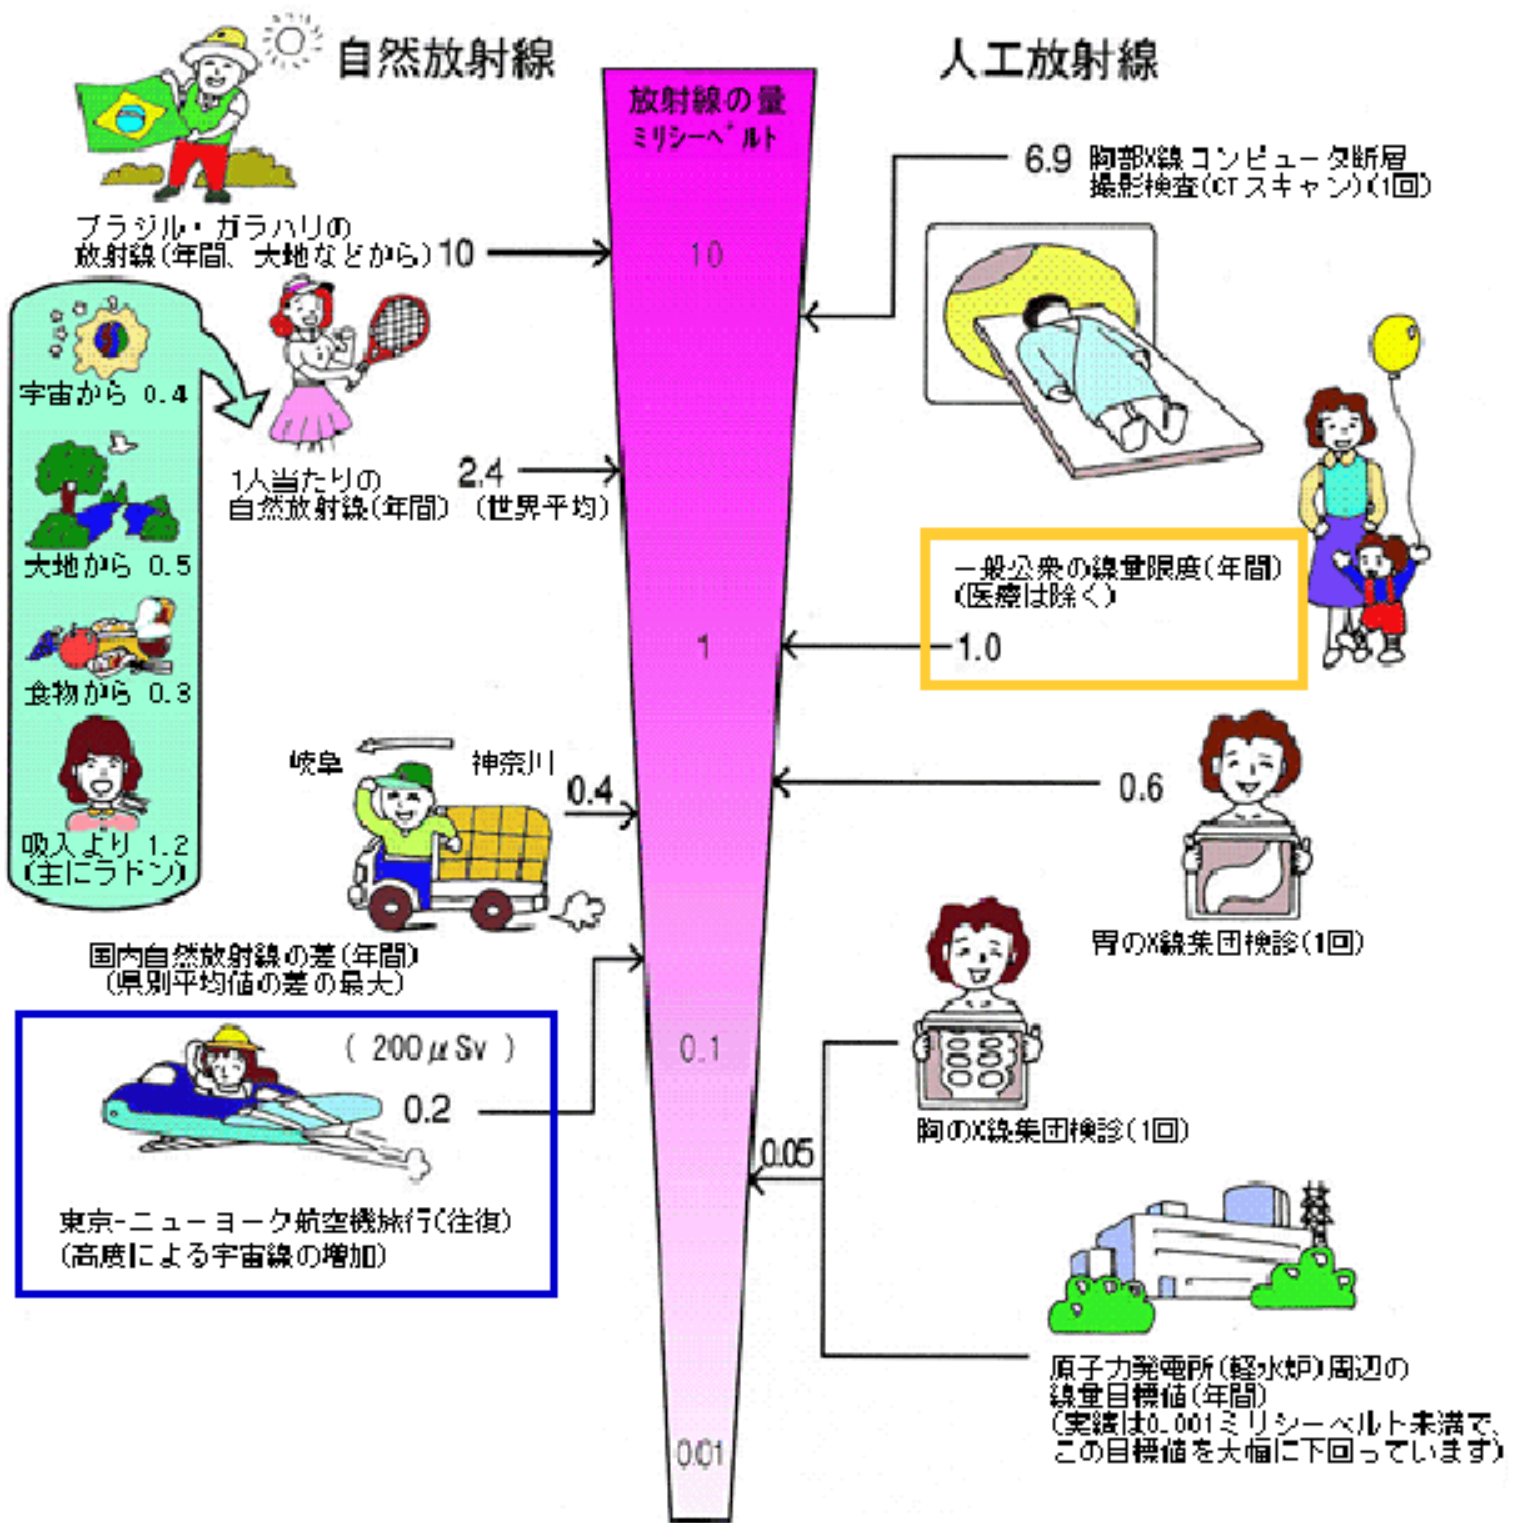 自然放射線
人工放射線
放射線の量
ミリシーベルト
6.9 胸部X線コンピュータ断層
撮影検査(CTスキャン)(1回)
ブラジル・ガラハリの
放射線(年間、大地などから) 10
10
宇宙から 0.4
大地から 0.5
食物から 0.3
吸入より 1.2
(主にラドン)
1人当たりの 2.4
自然放射線(年間) (世界平均)
一般公衆の線量限度(年間)
(医療は除く)
1.0
1
岐阜 神奈川
0.4
0.6
国内自然放射線の差(年間)
(県別平均値の差の最大)
胃のX線集団検診(1回)
(200μSv)
0.2
0.1
東京-ニューヨーク航空機旅行(往復)
(高度による宇宙線の増加)
胸のX線集団検診(1回)
0.05
原子力発電所(軽水炉)周辺の
線量目標値(年間)
(実績は0.001ミリシーベルト未満で、
この目標値を大幅に下回っています)
0.01